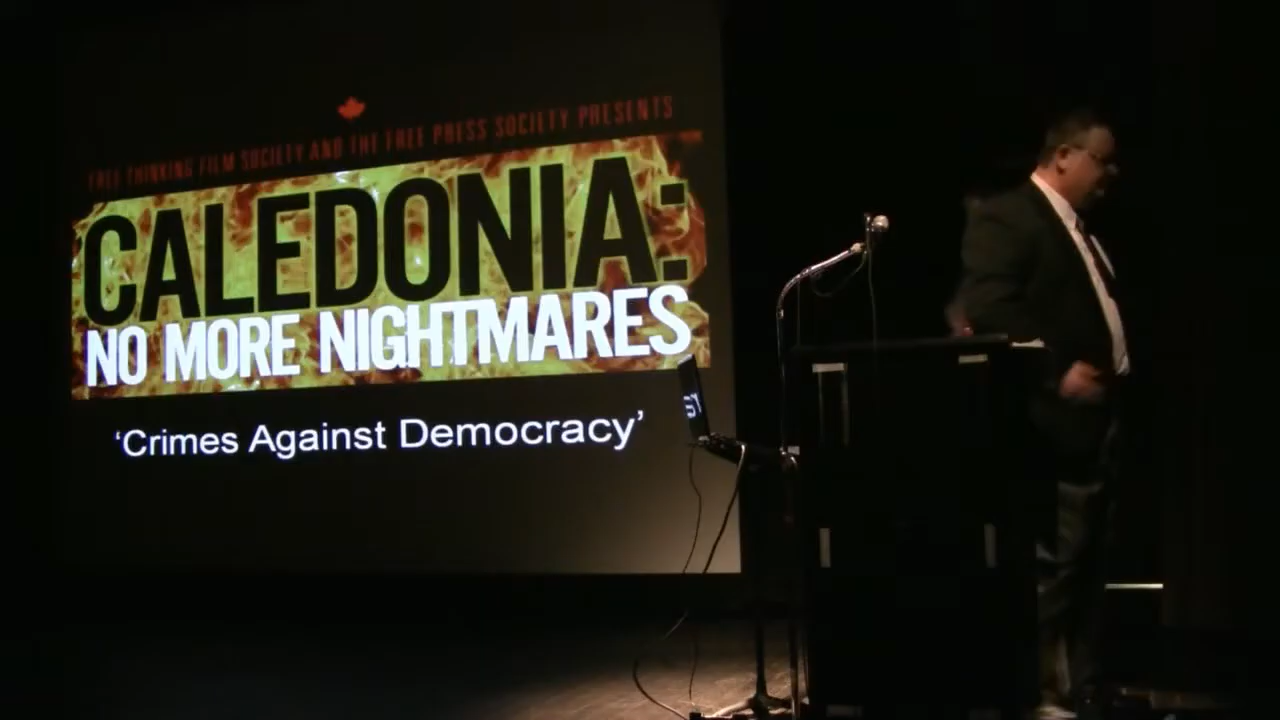 FREE THINKING FILM SOCIETY AND THE FREE PRESS SOCIETY PRESENTS
CALEDONIA:
NO MORE NIGHTMARES
‘Crimes Against Democracy’